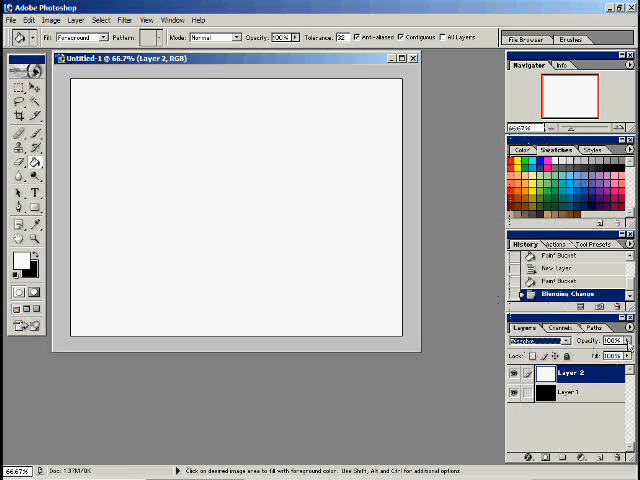 Adobe Photoshop
File Edit Image Layer Select Filter View Window Help
Fill: Foreground Pattern: Mode: Normal Opacity: 100% Tolerance: 32 Anti-aliased Contiguous All Layers File Browser Brushes
Untitled-1 @ 66.7% (Layer 2, RGB)
Navigator Info
66.67%
Color Swatches Styles
History Actions Tool Presets
Paint Bucket
New Layer
Paint Bucket
Blending Change
Layers Channels Paths
Dissolve Opacity: 100%
Lock: Fill: 100%
Layer 2
Layer 1
66.67% Doc: 1.37M/0K Click on desired image area to fill with foreground color. Use Shift, Alt and Ctrl for additional options.
T